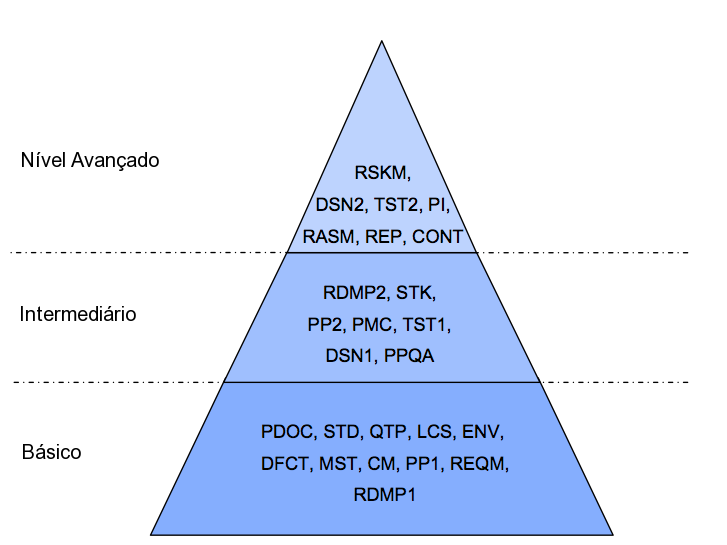 Nível Avançado
RSKM,
DSN2, TST2, PI,
RASM, REP, CONT
Intermediário
RDMP2, STK,
PP2, PMC, TST1,
DSN1, PPQA
Básico
PDOC, STD, QTP, LCS, ENV,
DFCT, MST, CM, PP1, REQM,
RDMP1